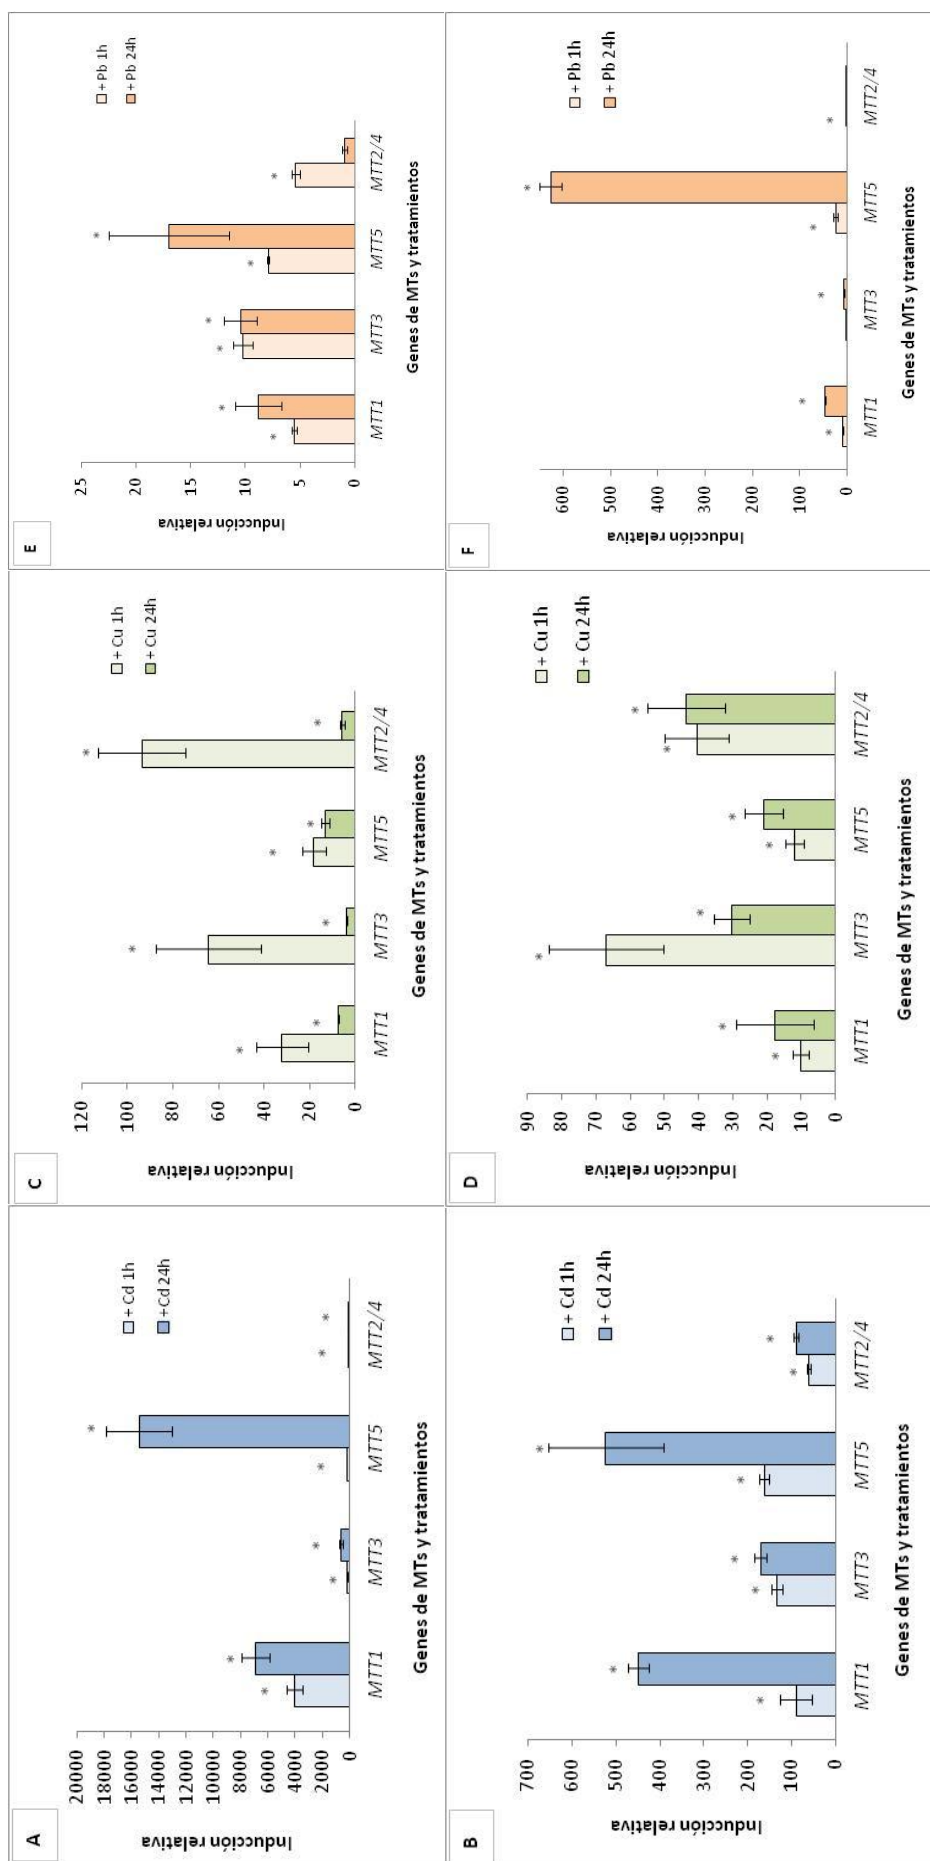 A
Inducción relativa
20000
18000
16000
14000
12000
10000
8000
6000
4000
2000
0
+Cd 1h
+Cd 24h
* * * * * * * *
MTT1 MTT3 MTT5 MTT2/4
Genes de MTs y tratamientos
C
Inducción relativa
120
100
80
60
40
20
0
+ Cu 1h
+ Cu 24h
* * * * * * * *
MTT1 MTT3 MTT5 MTT2/4
Genes de MTs y tratamientos
E
Inducción relativa
25
20
15
10
5
0
+ Pb 1h
+ Pb 24h
* * * * * * *
MTT1 MTT3 MTT5 MTT2/4
Genes de MTs y tratamientos
B
Inducción relativa
700
600
500
400
300
200
100
0
+ Cd 1h
+ Cd 24h
* * * * * * * *
MTT1 MTT3 MTT5 MTT2/4
Genes de MTs y tratamientos
D
Inducción relativa
90
80
70
60
50
40
30
20
10
0
+ Cu 1h
+ Cu 24h
* * * * * * * *
MTT1 MTT3 MTT5 MTT2/4
Genes de MTs y tratamientos
F
Inducción relativa
600
500
400
300
200
100
0
+ Pb 1h
+ Pb 24h
* * * * * *
MTT1 MTT3 MTT5 MTT2/4
Genes de MTs y tratamientos